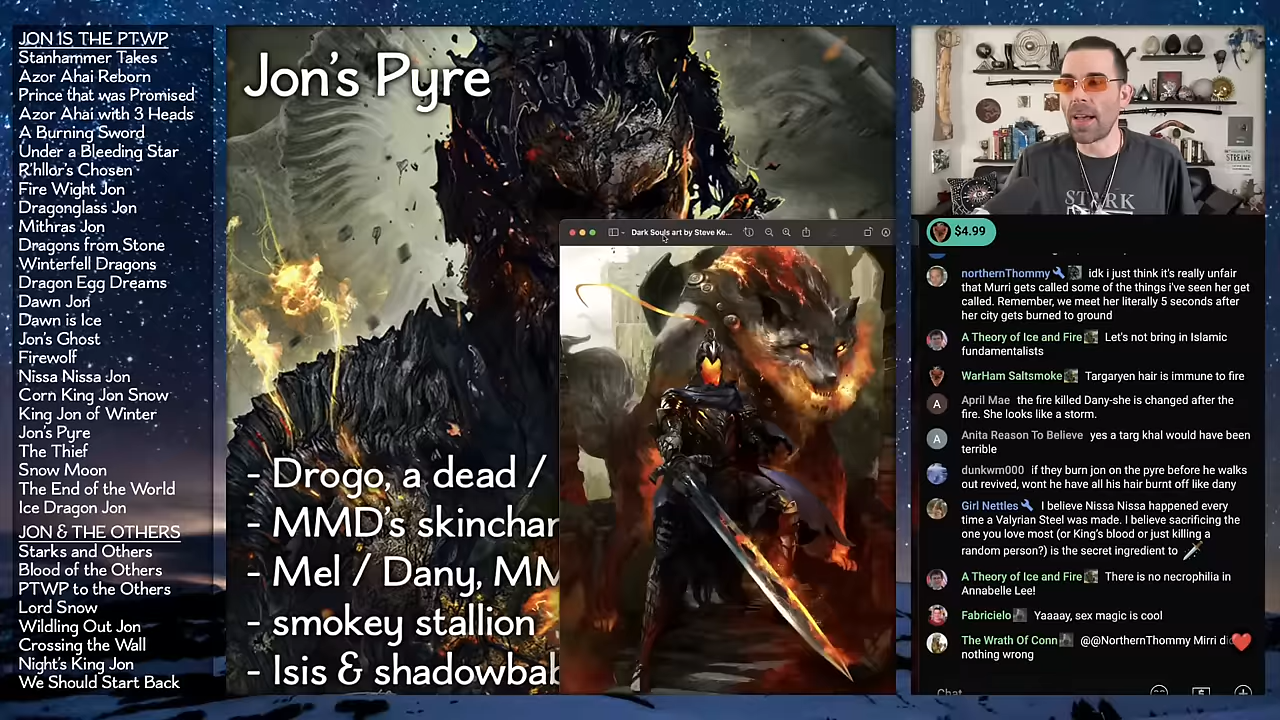 JON 1S THE PTWP
Stanhammer Takes
Azor Ahai Reborn
Prince that was Promised
Azor Ahai with 3 Heads
A Burning Sword
Under a Bleeding Star
R'hllor's Chosen
Fire Wight Jon
Dragonglass Jon
Mithras Jon
Dragons from Stone
Winterfell Dragons
Dragon Egg Dreams
Dawn Jon
Dawn is Ice
Jon's Ghost
Firewolf
Nissa Nissa Jon
Corn King Jon Snow
King Jon of Winter
Jon's Pyre
The Thief
Snow Moon
The End of the World
Ice Dragon Jon
JON & THE OTHERS
Starks and Others
Blood of the Others
PTWP to the Others
Lord Snow
Wildling Out Jon
Crossing the Wall
Night's King Jon
We Should Start Back
Jon's Pyre
- Drogo, a dead /
- MMD's skinchan
- Mel / Dany, MM
- smokey stallion
- Isis & shadowbab
Dark Souls art by Steve Ke...
STARK
STREAMR
$4.99
northernThommy idk i just think it's really unfair
that Murri gets called some of the things i've seen her get
called. Remember, we meet her literally 5 seconds after
her city gets burned to ground
A Theory of Ice and Fire Let's not bring in Islamic
fundamentalists
WarHam Saltsmoke Targaryen hair is immune to fire
A April Mae the fire killed Dany-she is changed after the
fire. She looks like a storm.
A Anita Reason To Believe yes a targ khal would have been
terrible
dunkwm000 if they burn jon on the pyre before he walks
out revived, wont he have all his hair burnt off like dany
Girl Nettles I believe Nissa Nissa happened every
time a Valyrian Steel was made. I believe sacrificing the
one you love most (or King's blood or just killing a
random person?) is the secret ingredient to
A Theory of Ice and Fire There is no necrophilia in
Annabelle Lee!
Fabricielo Yaaaay, sex magic is cool
The Wrath Of Conn @@NorthernThommy Mirri di
nothing wrong
Chat